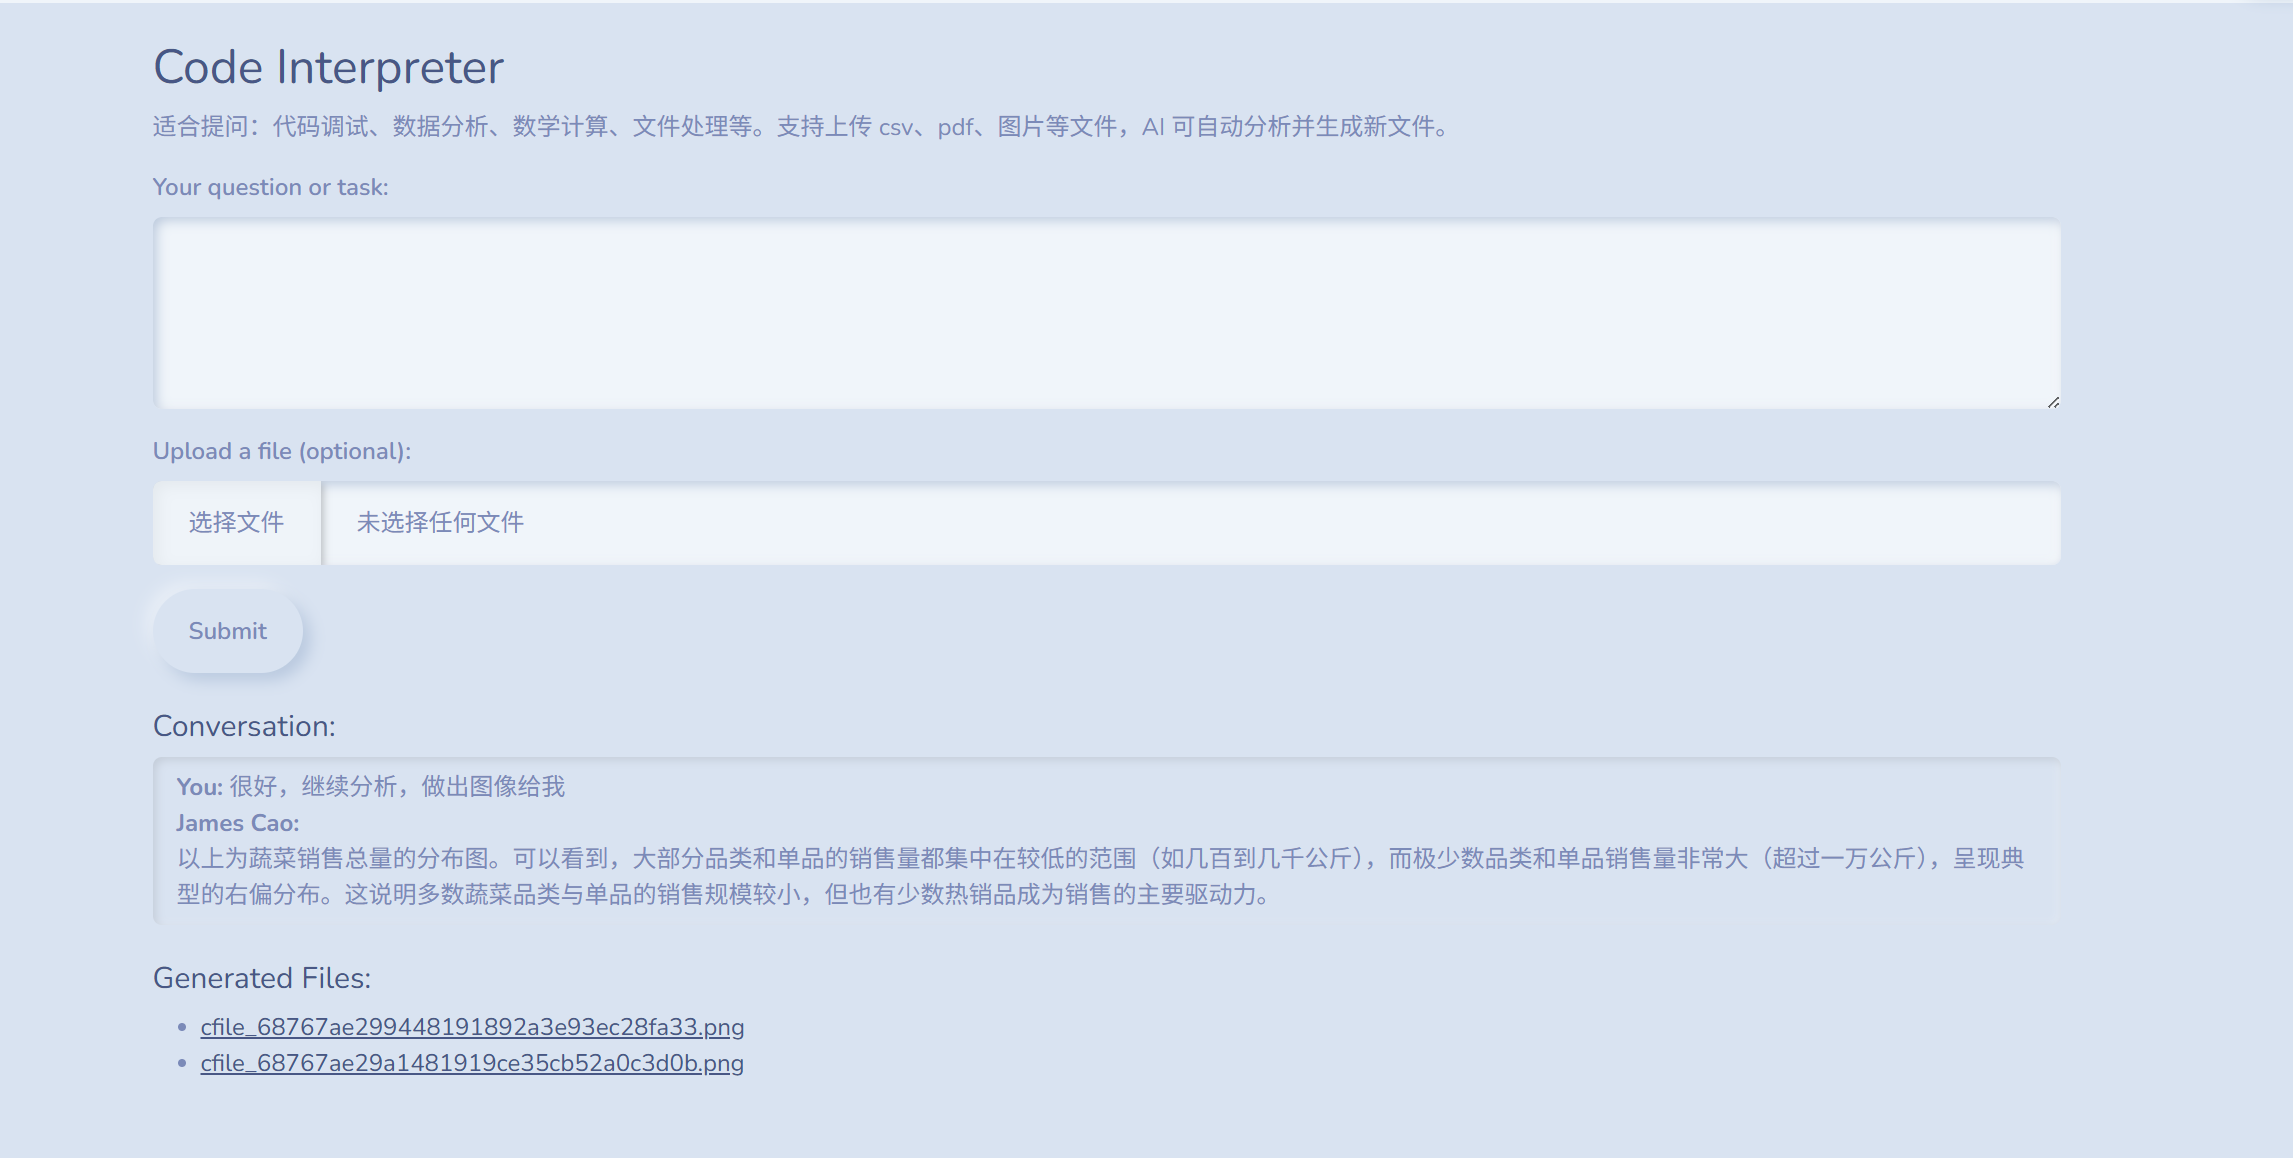 Code Interpreter
适合提问：代码调试、数据分析、数学计算、文件处理等。支持上传 csv、pdf、图片等文件，AI 可自动分析并生成新文件。
Your question or task:
Upload a file (optional):
选择文件 未选择任何文件
Submit
Conversation:
You: 很好，继续分析，做出图像给我
James Cao:
以上为蔬菜销售总量的分布图。可以看到，大部分品类和单品的销售量都集中在较低的范围（如几百到几千公斤），而极少数品类和单品销售量非常大（超过一万公斤），呈现典
型的右偏分布。这说明多数蔬菜品类与单品的销售规模较小，但也有少数热销品成为销售的主要驱动力。
Generated Files:
cfile_68767ae299448191892a3e93ec28fa33.png
cfile_68767ae29a1481919ce35cb52a0c3d0b.png